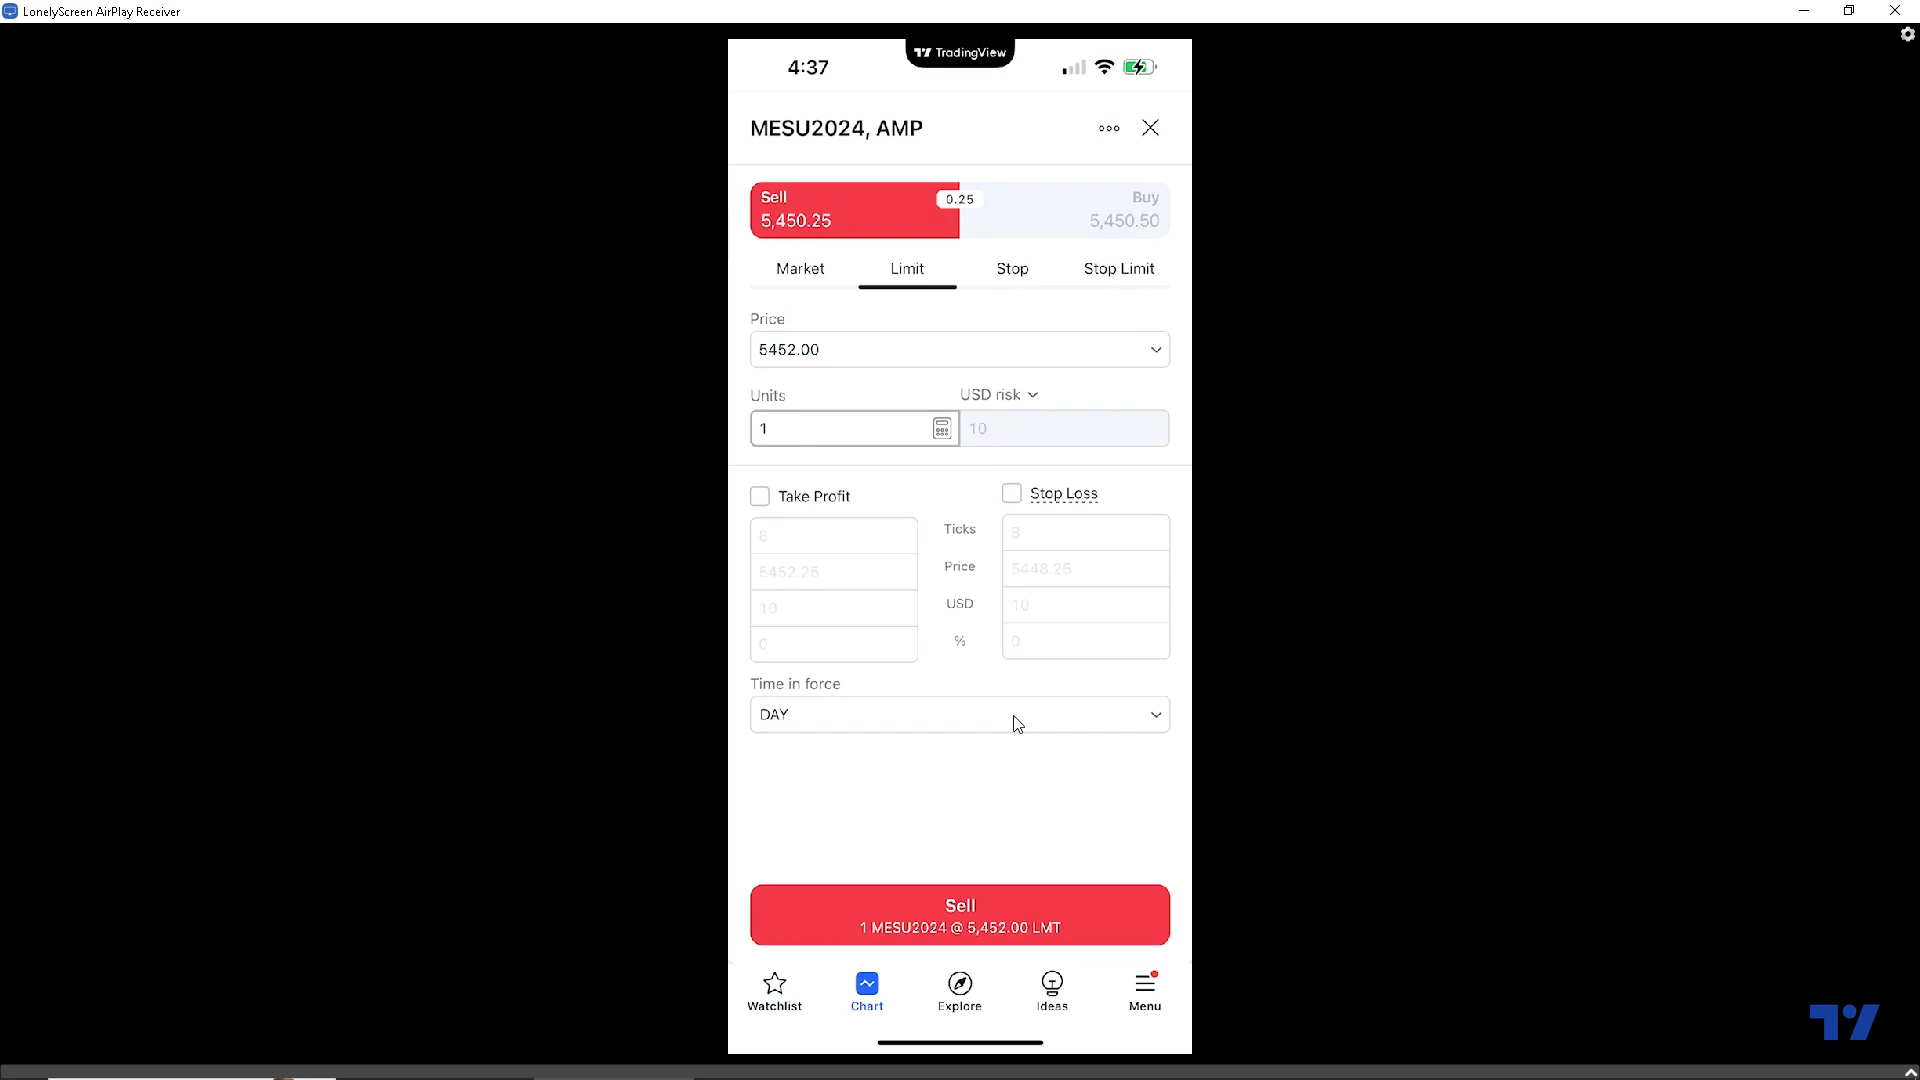 LonelyScreen AirPlay Receiver
TradingView
4:37
MESU2024, AMP
Sell
0.25
Buy
5,450.25
5,450.50
Market
Limit
Stop
Stop Limit
Price
5452.00
Units
USD risk
1
10
Take Profit
Stop Loss
8
Ticks
8
5452.25
Price
5448.25
10
USD
10
0
%
0
Time in force
DAY
Sell
1 MESU2024 @ 5,452.00 LMT
Watchlist
Chart
Explore
Ideas
Menu